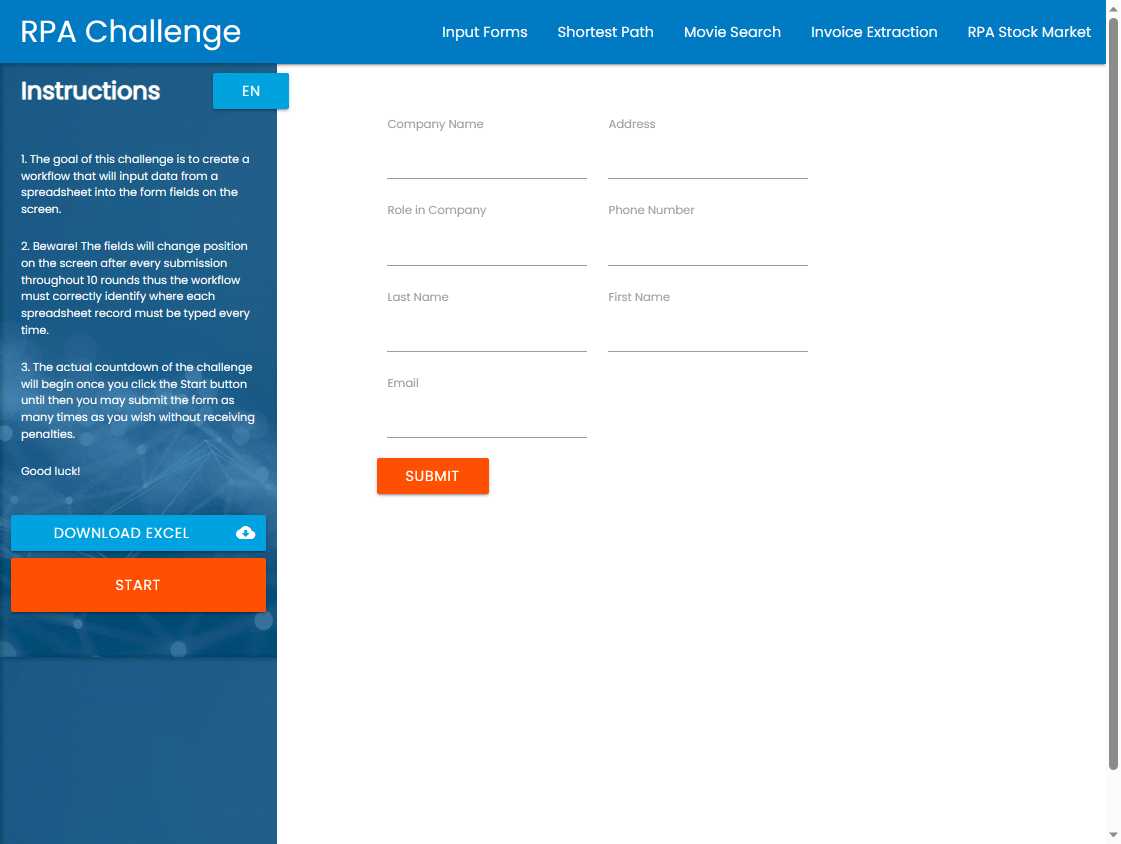 RPA Challenge
Input Forms
Shortest Path
Movie Search
Invoice Extraction
RPA Stock Market
Instructions
EN
1. The goal of this challenge is to create a
workflow that will input data from a
spreadsheet into the form fields on the
screen.
2. Beware! The fields will change position
on the screen after every submission
throughout 10 rounds thus the workflow
must correctly identify where each
spreadsheet record must be typed every
time.
3. The actual countdown of the challenge
will begin once you click the Start button
until then you may submit the form as
many times as you wish without receiving
penalties.
Good luck!
DOWNLOAD EXCEL
START
Company Name
Address
Role in Company
Phone Number
Last Name
First Name
Email
SUBMIT